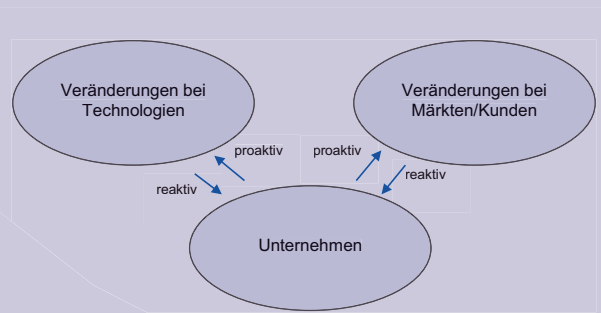 Veränderungen bei
Technologien
Veränderungen bei
Märkten/Kunden
proaktiv
proaktiv
reaktiv
reaktiv
Unternehmen